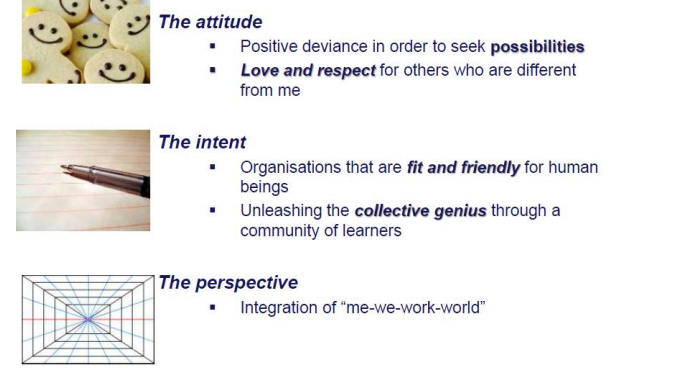 The attitude
Positive deviance in order to seek possibilities
Love and respect for others who are different
from me
The intent
Organisations that are fit and friendly for human
beings
Unleashing the collective genius through a
community of learners
The perspective
Integration of “me-we-work-world”